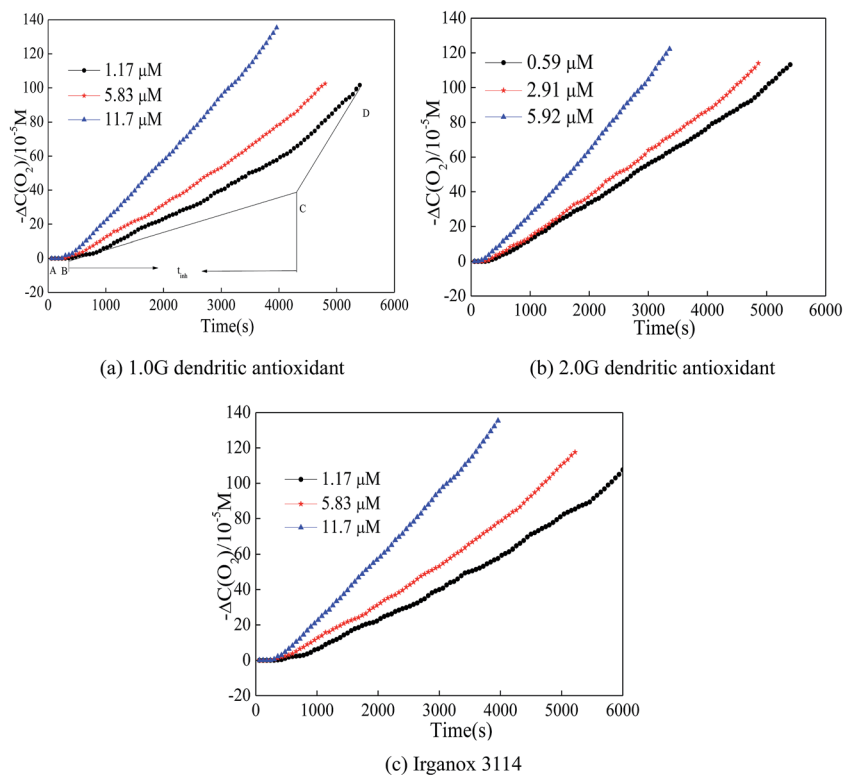 140
120
100
80
60
40
20
0
-20
-ΔC(O₂)/10⁻⁵M
1.17 μM
5.83 μM
11.7 μM
A B
C
D
tᵢₙₕ
0 1000 2000 3000 4000 5000 6000
Time(s)
(a) 1.0G dendritic antioxidant
140
120
100
80
60
40
20
0
-20
-ΔC(O₂)/10⁻⁵M
0.59 μM
2.91 μM
5.92 μM
0 1000 2000 3000 4000 5000 6000
Time(s)
(b) 2.0G dendritic antioxidant
140
120
100
80
60
40
20
0
-20
-ΔC(O₂)/10⁻⁵M
1.17 μM
5.83 μM
11.7 μM
0 1000 2000 3000 4000 5000 6000
Time(s)
(c) Irganox 3114